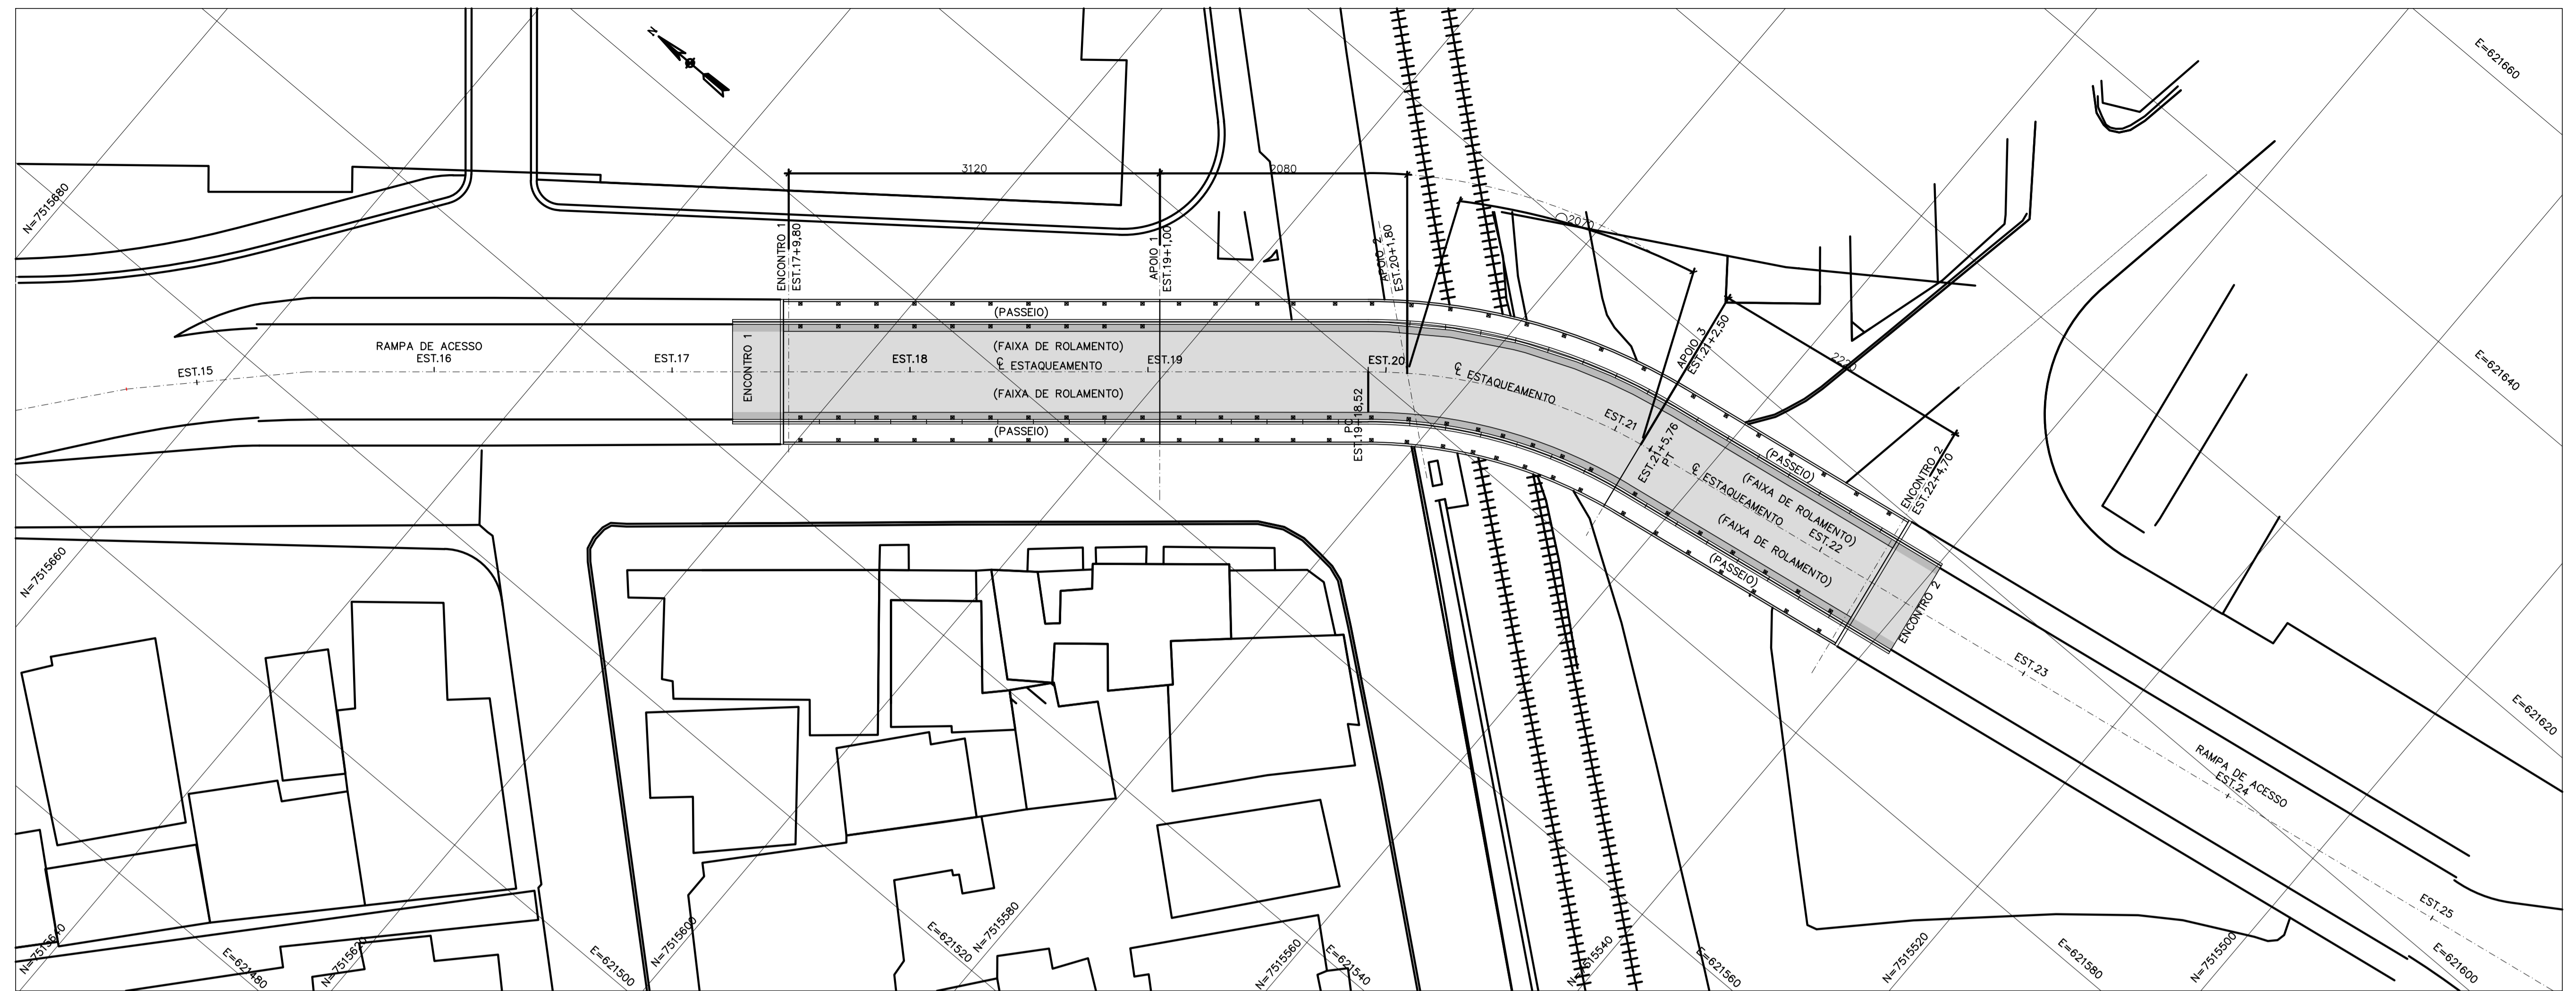 E=621660
N
N=7515680
3120
2080
2070
ENCONTRO 1
EST.17+9,80
APOIO 1
EST.19+1,00
APOIO 2
EST.20+1,80
APOIO 3
EST.21+2,50
E=621640
(PASSEIO)
RAMPA DE ACESSO
EST.16
EST.15
EST.17
ENCONTRO 1
EST.18
(FAIXA DE ROLAMENTO)
ESTAQUEAMENTO
EST.19
EST.20
(FAIXA DE ROLAMENTO)
(PASSEIO)
EST.19+18,52
ESTAQUEAMENTO
EST.21
EST.21+5,76
PT
(PASSEIO)
(FAIXA DE ROLAMENTO)
ESTAQUEAMENTO
EST.22
(FAIXA DE ROLAMENTO)
(PASSEIO)
ENCONTRO 2
EST.22+4,70
ENCONTRO 2
N=7515660
EST.23
E=621620
RAMPA DE ACESSO
EST.24
EST.25
N=7515640
E=621480
N=7515620
E=621500
N=7515600
E=621520
N=7515580
N=7515560
E=621540
N=7515540
E=621560
N=7515520
E=621580
N=7515500
E=621600